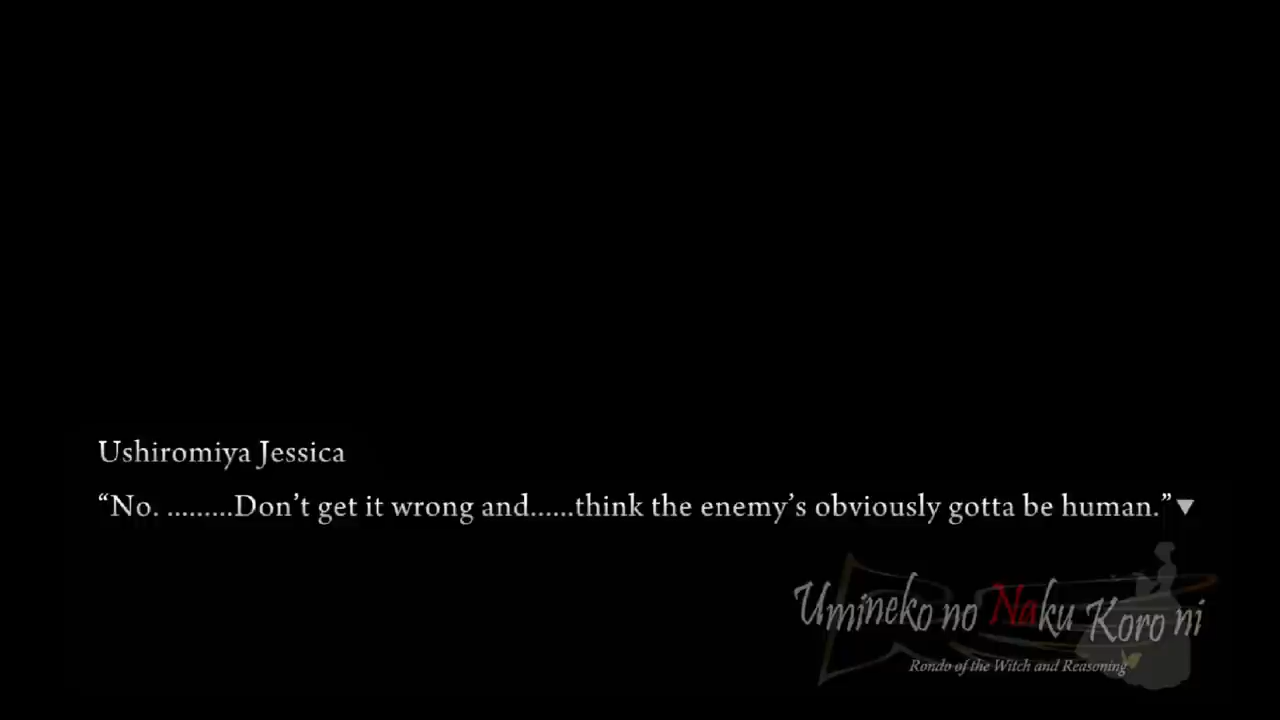 Ushiromiya Jessica
“No. .........Don’t get it wrong and......think the enemy’s obviously gotta be human.”
Umineko no Naku Koro ni
Rondo of the Witch and Reasoning